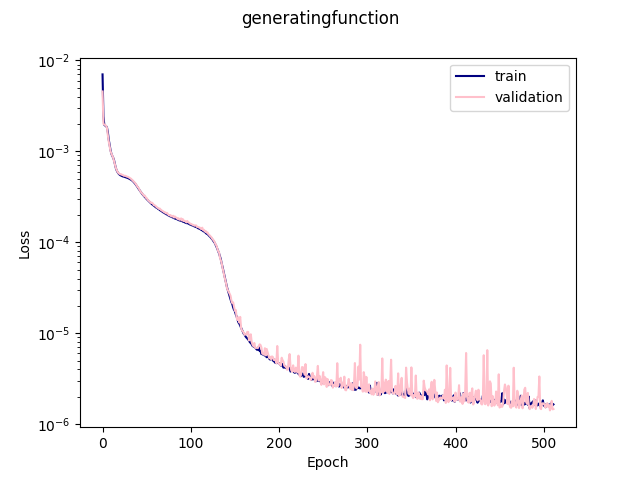 generatingfunction
train
validation
10⁻²
10⁻³
10⁻⁴
10⁻⁵
10⁻⁶
Loss
0 100 200 300 400 500
Epoch